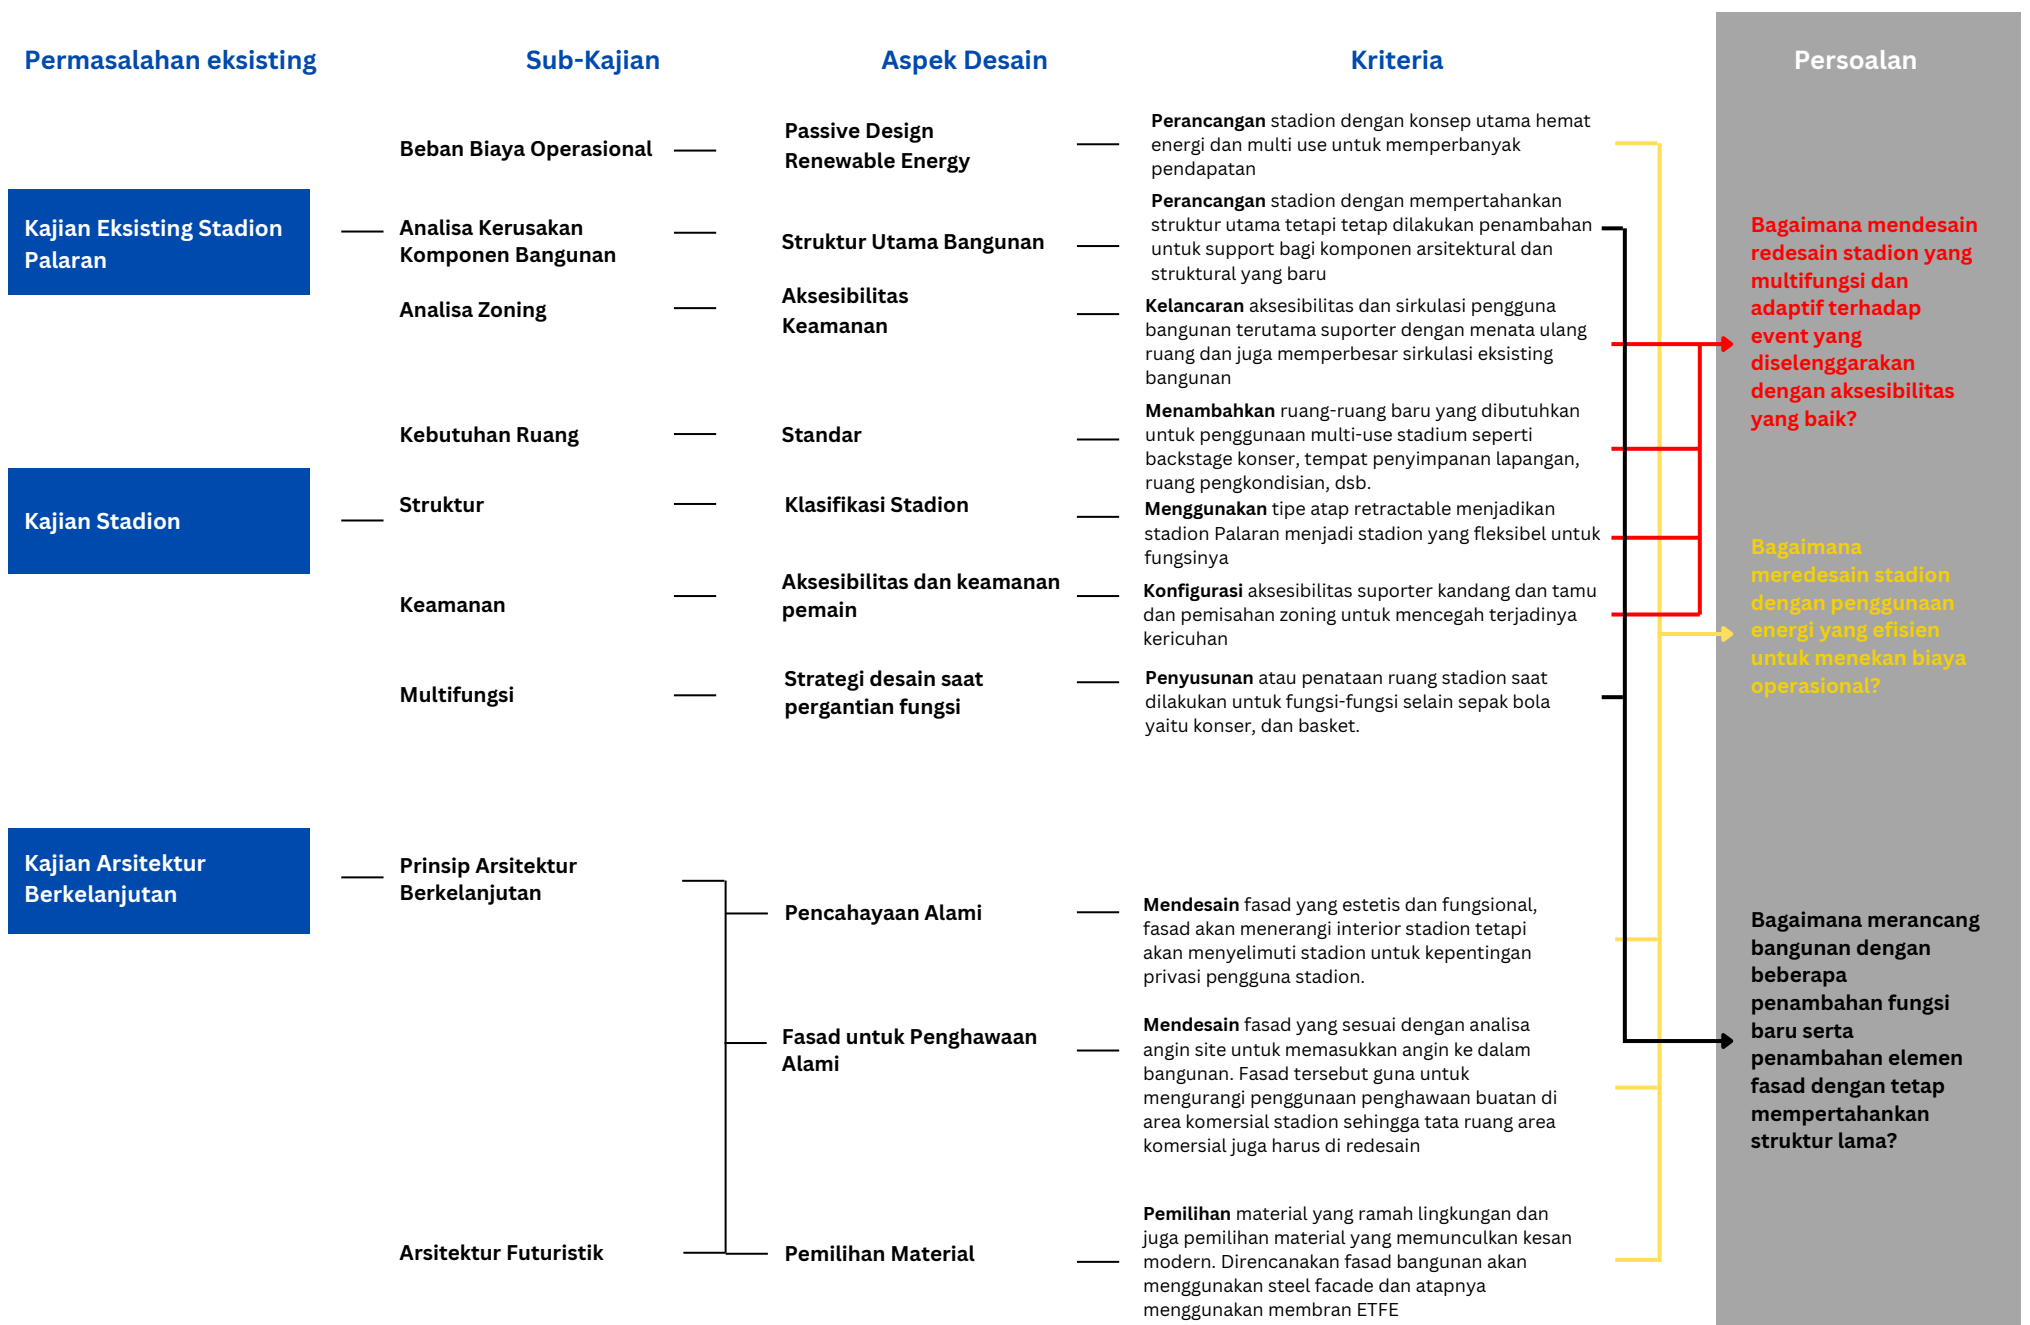 Permasalahan eksisting
Sub-Kajian
Aspek Desain
Kriteria
Persoalan
Kajian Eksisting Stadion
Palaran
Beban Biaya Operasional
Passive Design
Renewable Energy
Perancangan stadion dengan konsep utama hemat
energi dan multi use untuk memperbanyak
pendapatan
Analisa Kerusakan
Komponen Bangunan
Struktur Utama Bangunan
Perancangan stadion dengan mempertahankan
struktur utama tetapi tetap dilakukan penambahan
untuk support bagi komponen arsitektural dan
struktural yang baru
Analisa Zoning
Aksesibilitas
Keamanan
Kelancaran aksesibilitas dan sirkulasi pengguna
bangunan terutama suporter dengan menata ulang
ruang dan juga memperbesar sirkulasi eksisting
bangunan
Kajian Stadion
Kebutuhan Ruang
Standar
Menambahkan ruang-ruang baru yang dibutuhkan
untuk penggunaan multi-use stadium seperti
backstage konser, tempat penyimpanan lapangan,
ruang pengkondisian, dsb.
Struktur
Klasifikasi Stadion
Menggunakan tipe atap retractable menjadikan
stadion Palaran menjadi stadion yang fleksibel untuk
fungsinya
Keamanan
Aksesibilitas dan keamanan
pemain
Konfigurasi aksesibilitas suporter kandang dan tamu
dan pemisahan zoning untuk mencegah terjadinya
kericuhan
Multifungsi
Strategi desain saat
pergantian fungsi
Penyusunan atau penataan ruang stadion saat
dilakukan untuk fungsi-fungsi selain sepak bola
yaitu konser, dan basket.
Kajian Arsitektur
Berkelanjutan
Prinsip Arsitektur
Berkelanjutan
Pencahayaan Alami
Mendesain fasad yang estetis dan fungsional,
fasad akan menerangi interior stadion tetapi
akan menyelimuti stadion untuk kepentingan
privasi pengguna stadion.
Fasad untuk Penghawaan
Alami
Mendesain fasad yang sesuai dengan analisa
angin site untuk memasukkan angin ke dalam
bangunan. Fasad tersebut guna untuk
mengurangi penggunaan penghawaan buatan di
area komersial stadion sehingga tata ruang area
komersial juga harus di redesain
Arsitektur Futuristik
Pemilihan Material
Pemilihan material yang ramah lingkungan dan
juga pemilihan material yang memunculkan kesan
modern. Direncanakan fasad bangunan akan
menggunakan steel facade dan atapnya
menggunakan membran ETFE
Bagaimana mendesain
redesain stadion yang
multifungsi dan
adaptif terhadap
event yang
diselenggarakan
dengan aksesibilitas
yang baik?
Bagaimana
meredesain stadion
dengan penggunaan
energi yang efisien
untuk menekan biaya
operasional?
Bagaimana merancang
bangunan dengan
beberapa
penambahan fungsi
baru serta
penambahan elemen
fasad dengan tetap
mempertahankan
struktur lama?